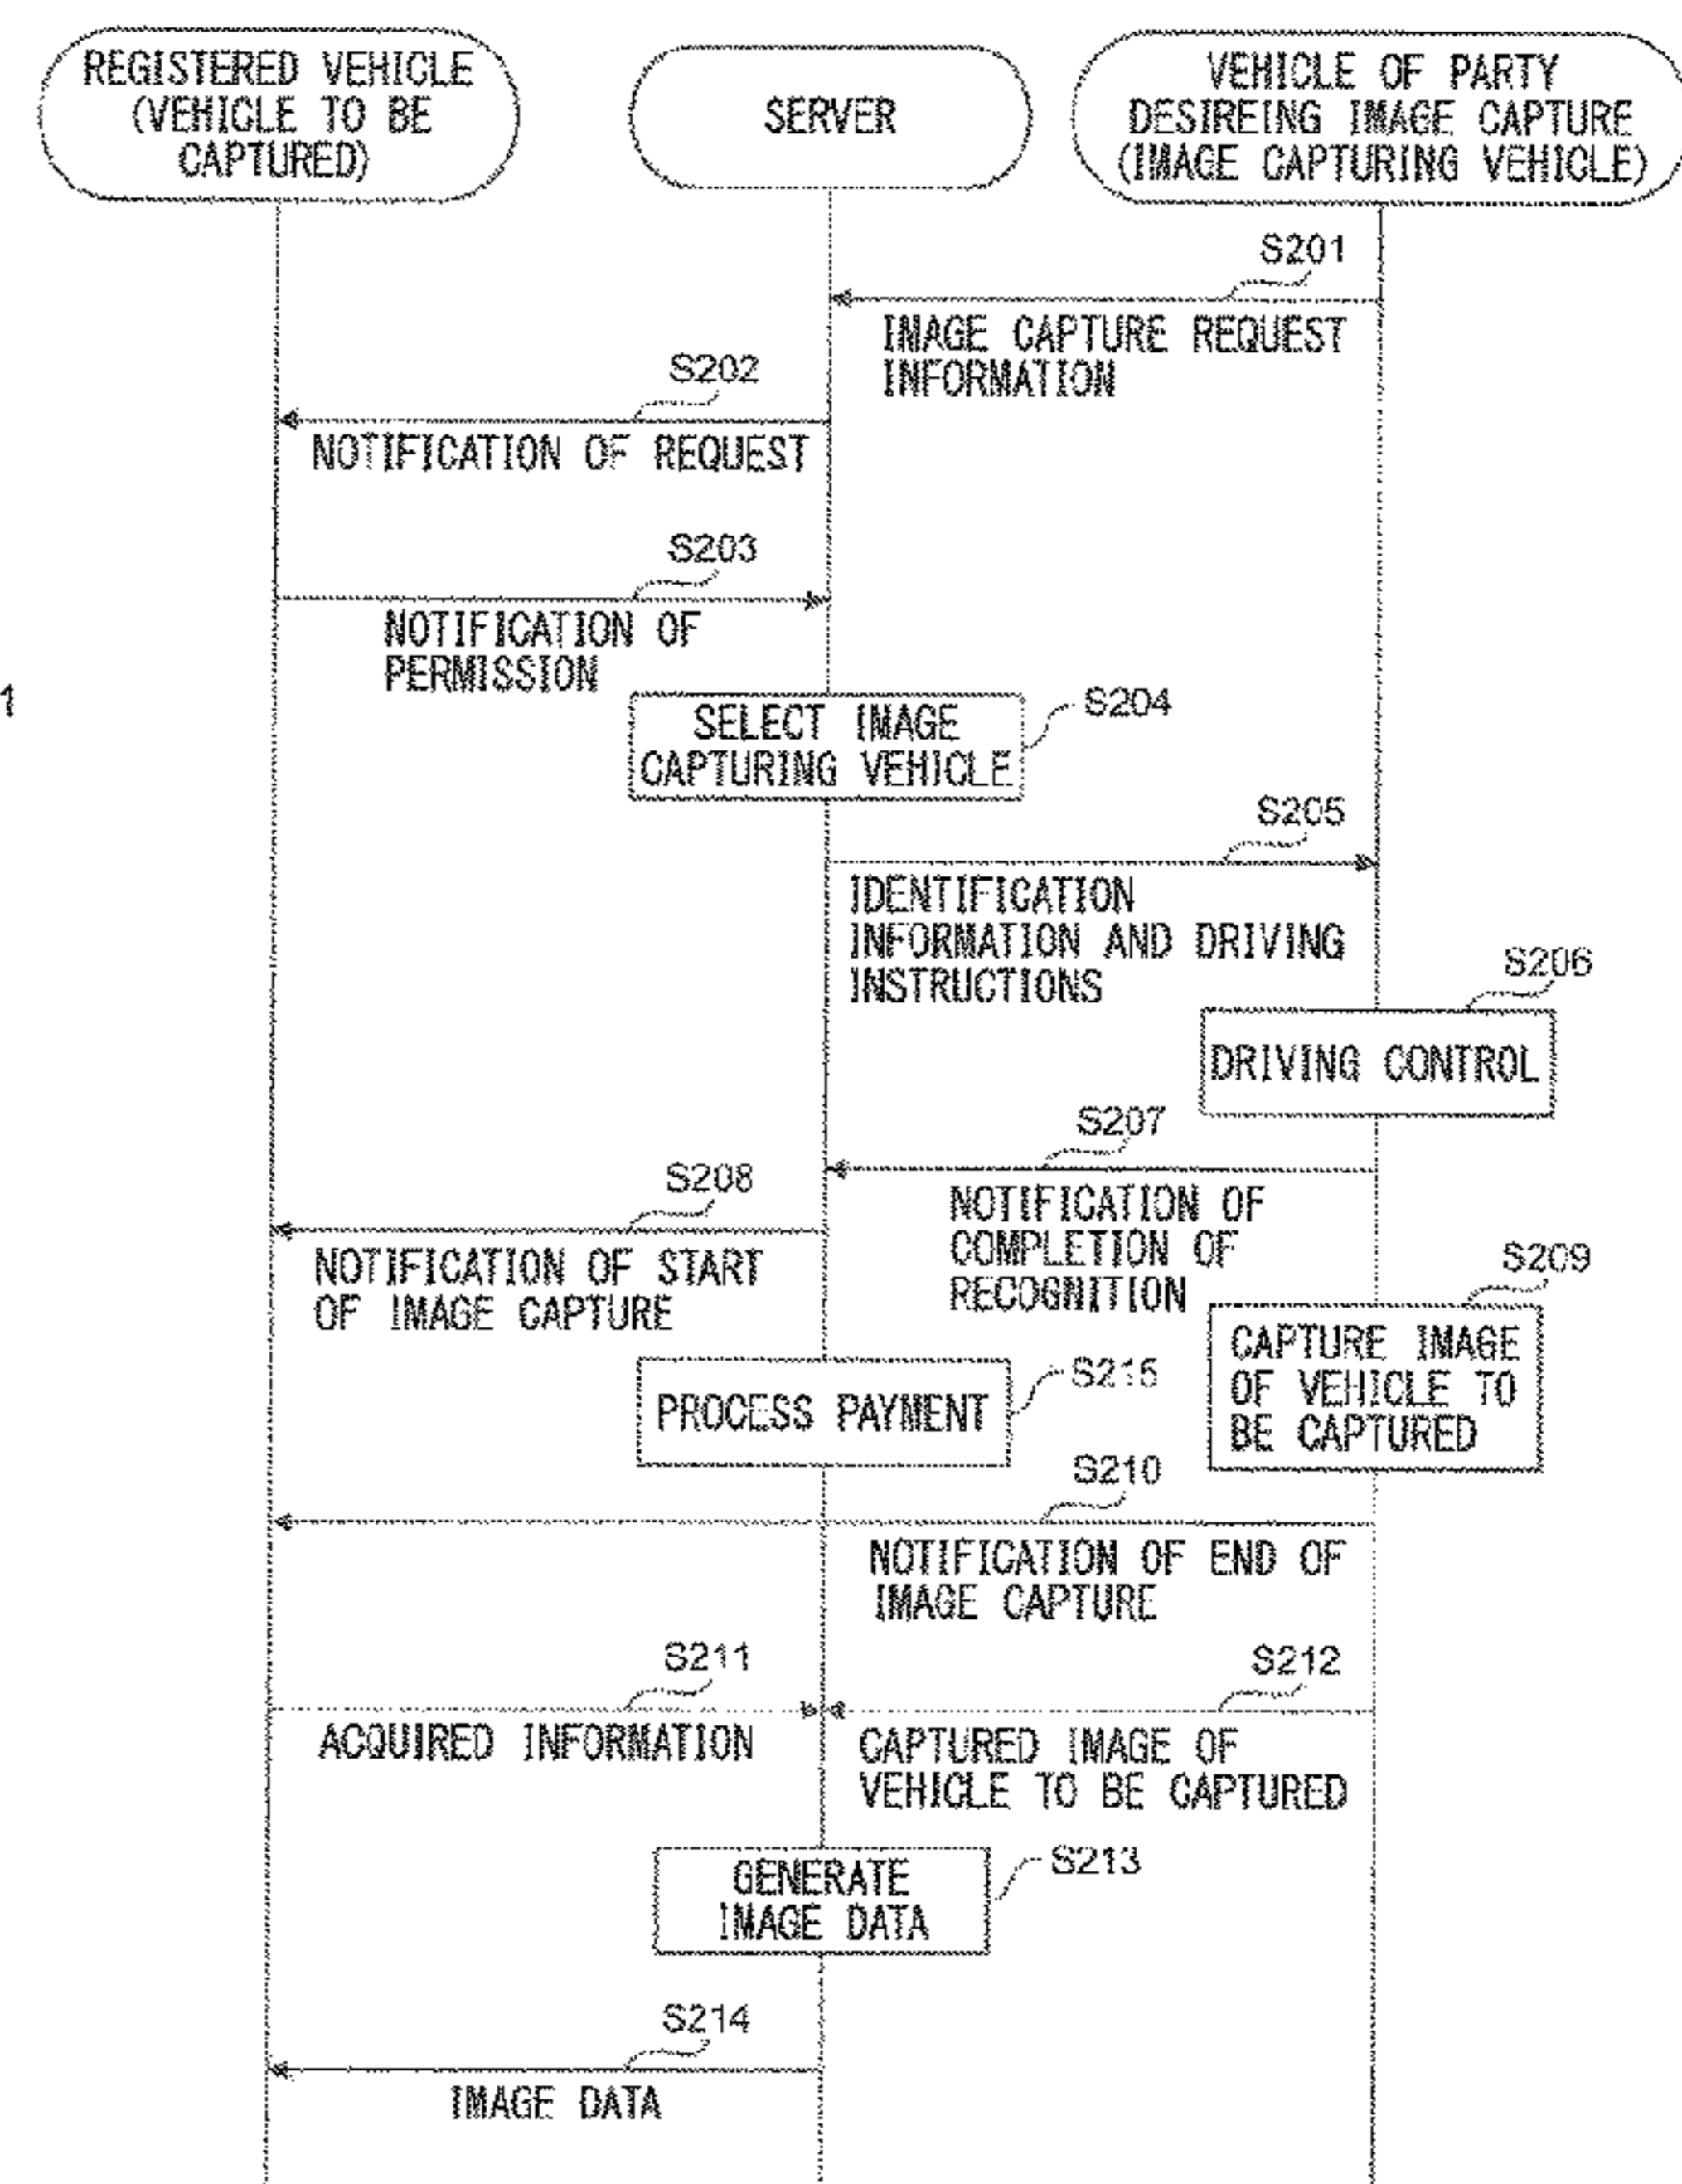 REGISTERED VEHICLE
(VEHICLE TO BE
CAPTURED)
SERVER
VEHICLE OF PARTY
DESIREING IMAGE CAPTURE
(IMAGE CAPTURING VEHICLE)
S201
IMAGE CAPTURE REQUEST
INFORMATION
S202
NOTIFICATION OF REQUEST
S203
NOTIFICATION OF
PERMISSION
1
SELECT IMAGE
CAPTURING VEHICLE
S204
S205
IDENTIFICATION
INFORMATION AND DRIVING
INSTRUCTIONS
S206
DRIVING CONTROL
S207
NOTIFICATION OF
COMPLETION OF
RECOGNITION
S208
NOTIFICATION OF START
OF IMAGE CAPTURE
S209
CAPTURE IMAGE
OF VEHICLE TO
BE CAPTURED
PROCESS PAYMENT
S215
S210
NOTIFICATION OF END OF
IMAGE CAPTURE
S211
ACQUIRED INFORMATION
S212
CAPTURED IMAGE OF
VEHICLE TO BE CAPTURED
GENERATE
IMAGE DATA
S213
S214
IMAGE DATA